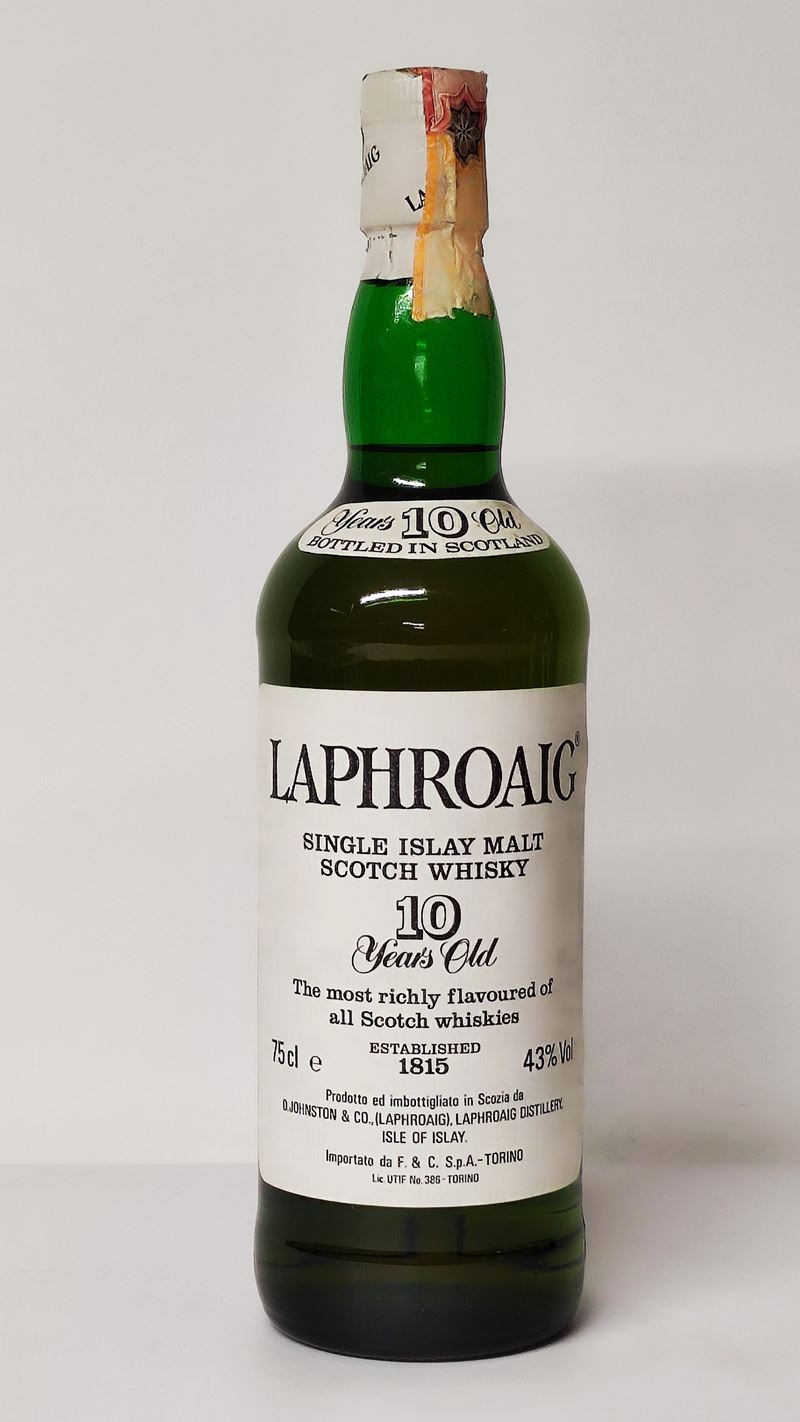 Years 10 Old
BOTTLED IN SCOTLAND
LAPHROAIG®
SINGLE ISLAY MALT
SCOTCH WHISKY
10
Years Old
The most richly flavoured of
all Scotch whiskies
75cl e
ESTABLISHED
1815
43% Vol
Prodotto ed imbottigliato in Scozia da
D.JOHNSTON & CO., (LAPHROAIG), LAPHROAIG DISTILLERY,
ISLE OF ISLAY.
Importato da F. & C. S.p.A.-TORINO
Lic. UTIF No. 386-TORINO